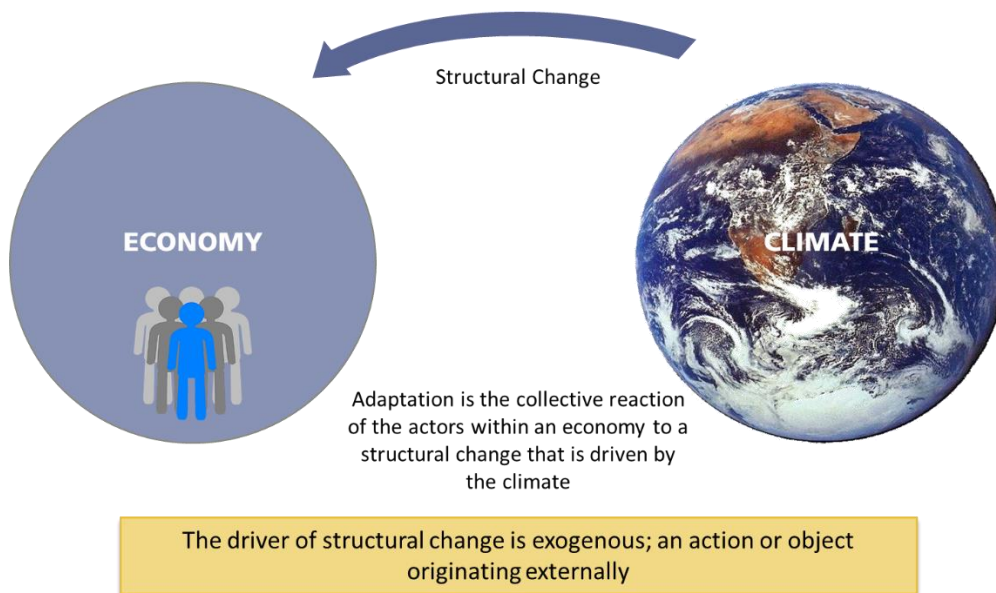 Structural Change
ECONOMY
CLIMATE
Adaptation is the collective reaction
of the actors within an economy to a
structural change that is driven by
the climate
The driver of structural change is exogenous; an action or object
originating externally